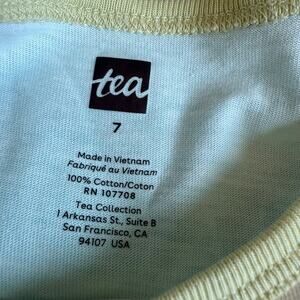 tea
7
Made in Vietnam
Fabriqué au Vietnam
100% Cotton/Coton
RN 107708
Tea Collection
1 Arkansas St., Suite B
San Francisco, CA
94107 USA